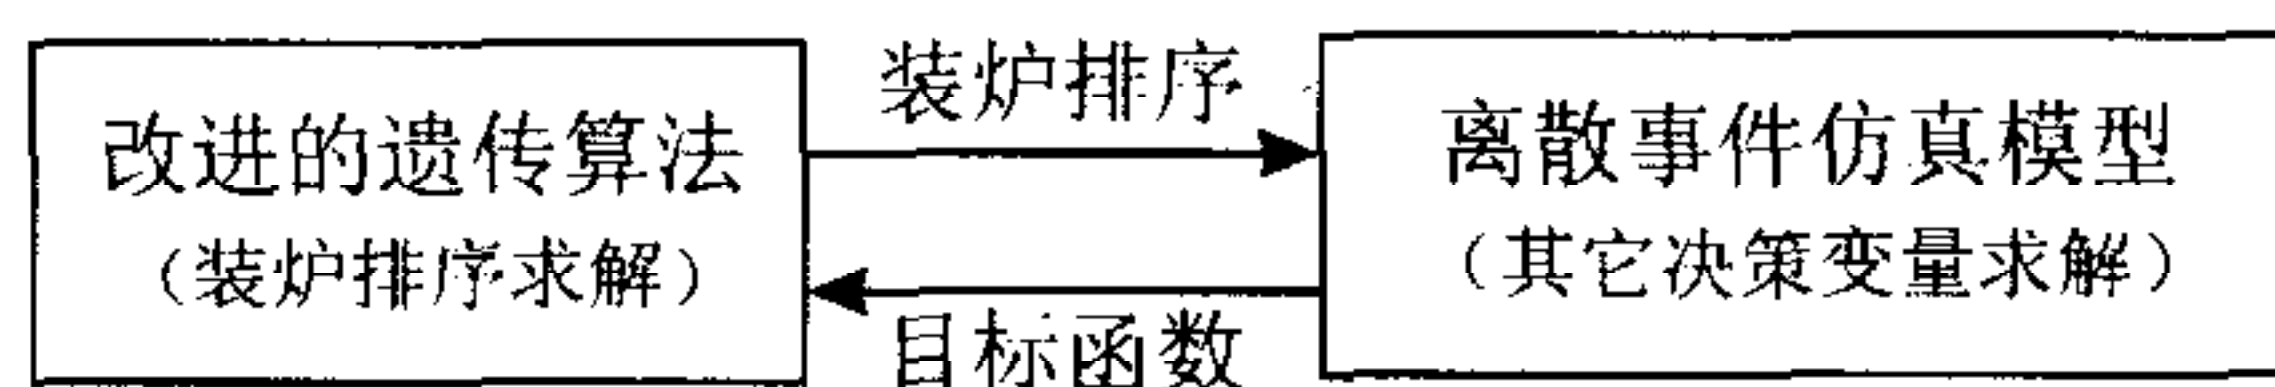 改进的遗传算法
（装炉排序求解）
装炉排序
目标函数
离散事件仿真模型
（其它决策变量求解）